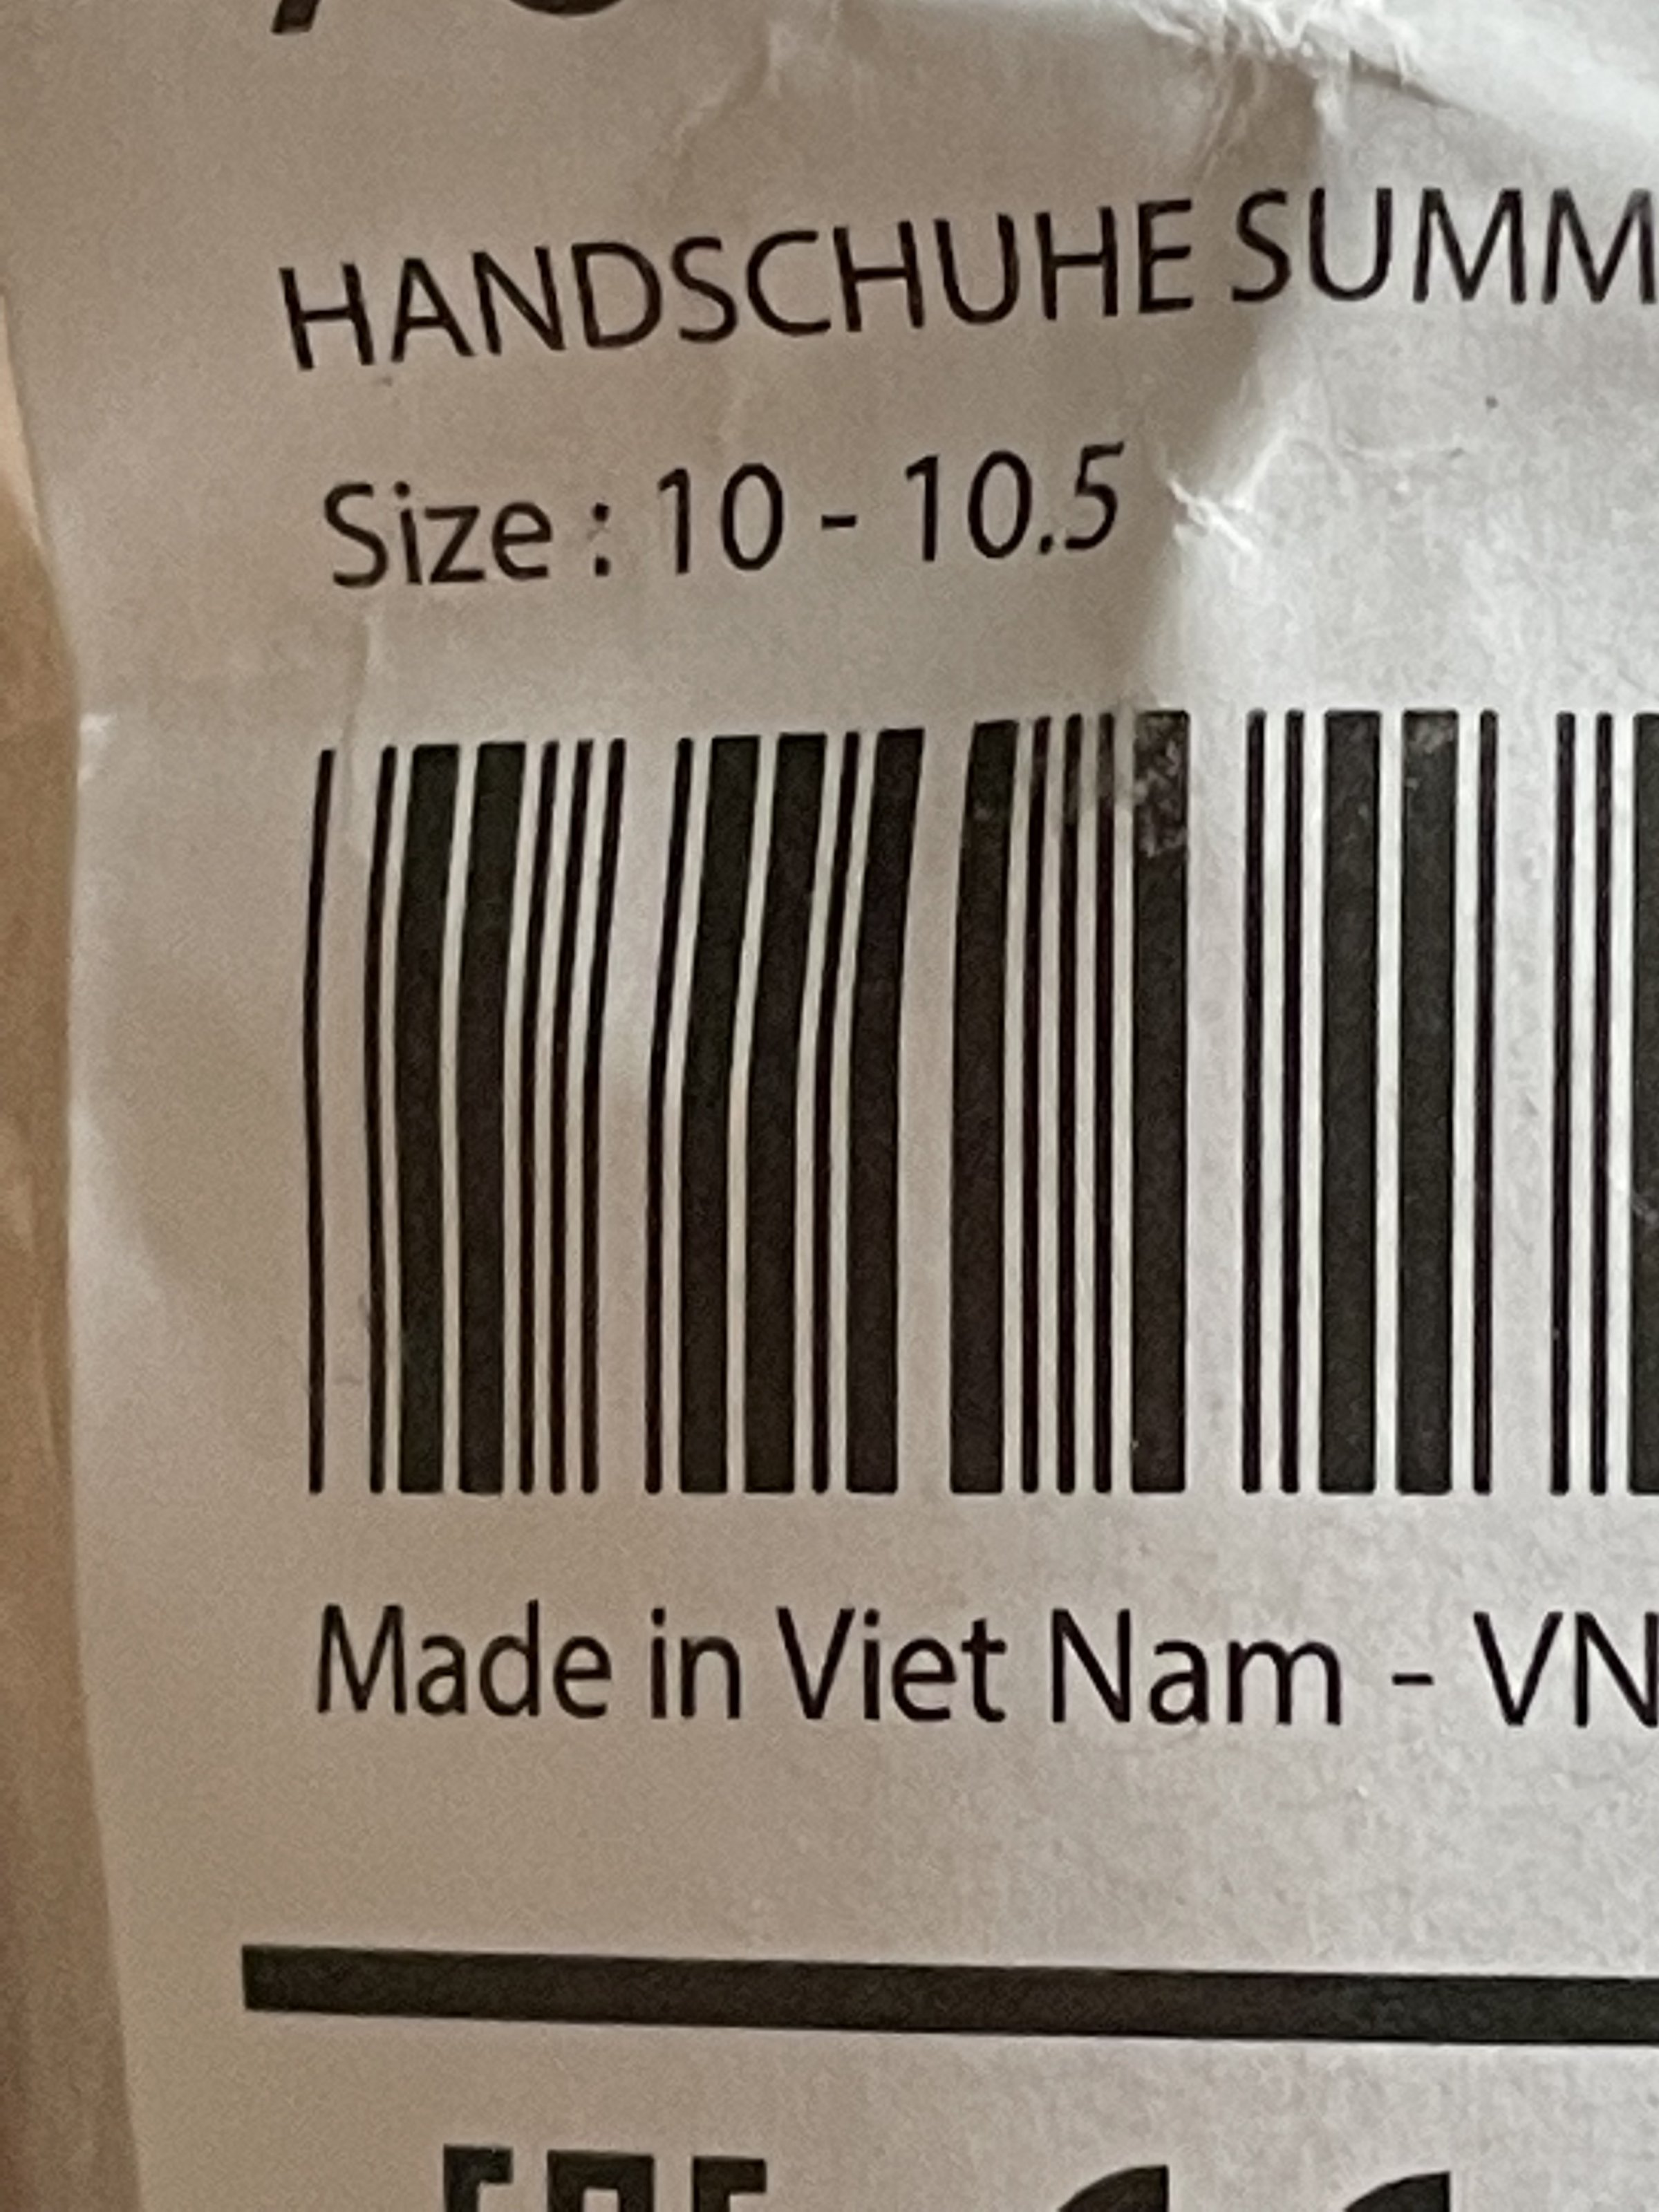 HANDSCHUHE SUMM
Size : 10 - 10.5
Made in Viet Nam - VN